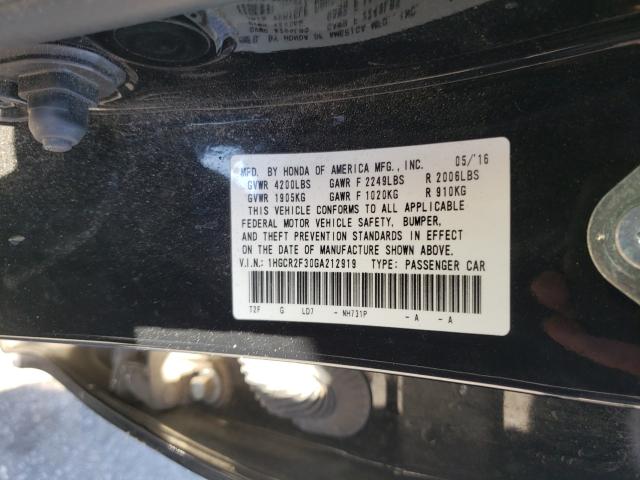 MFD. BY HONDA OF AMERICA MFG., INC. 05/'16
GVWR 4200LBS GAWR F 2249LBS R 2006LBS
GVWR 1905KG GAWR F 1020KG R 910KG
THIS VEHICLE CONFORMS TO ALL APPLICABLE
FEDERAL MOTOR VEHICLE SAFETY, BUMPER,
AND THEFT PREVENTION STANDARDS IN EFFECT
ON THE DATE OF MANUFACTURE SHOWN ABOVE.
V.I.N.: 1HGCR2F30GA212919 TYPE: PASSENGER CAR
T2F G LD7 - NH731P - A - A